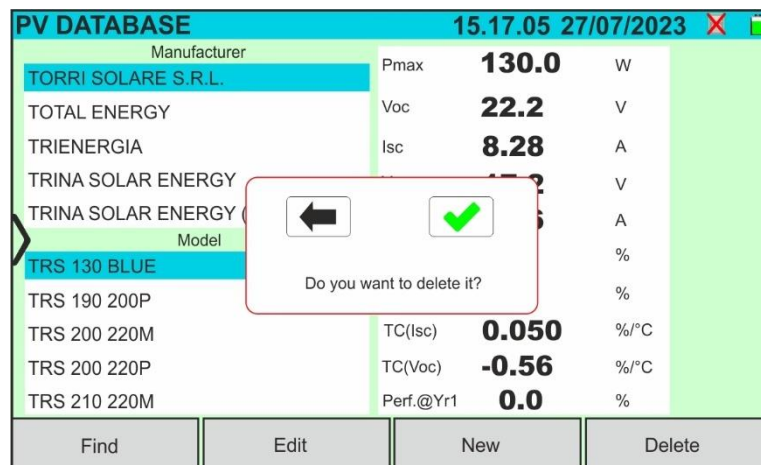 PV DATABASE 15.17.05 27/07/2023
Manufacturer
TORRI SOLARE S.R.L.
TOTAL ENERGY
TRIENERGIA
TRINA SOLAR ENERGY
TRINA SOLAR ENERGY (
Model
TRS 130 BLUE
TRS 190 200P
TRS 200 220M
TRS 200 220P
TRS 210 220M
Pmax 130.0 W
Voc 22.2 V
Isc 8.28 A
V
A
%
%
TC(Isc) 0.050 %/°C
TC(Voc) -0.56 %/°C
Perf.@Yr1 0.0 %
Do you want to delete it?
Find Edit New Delete